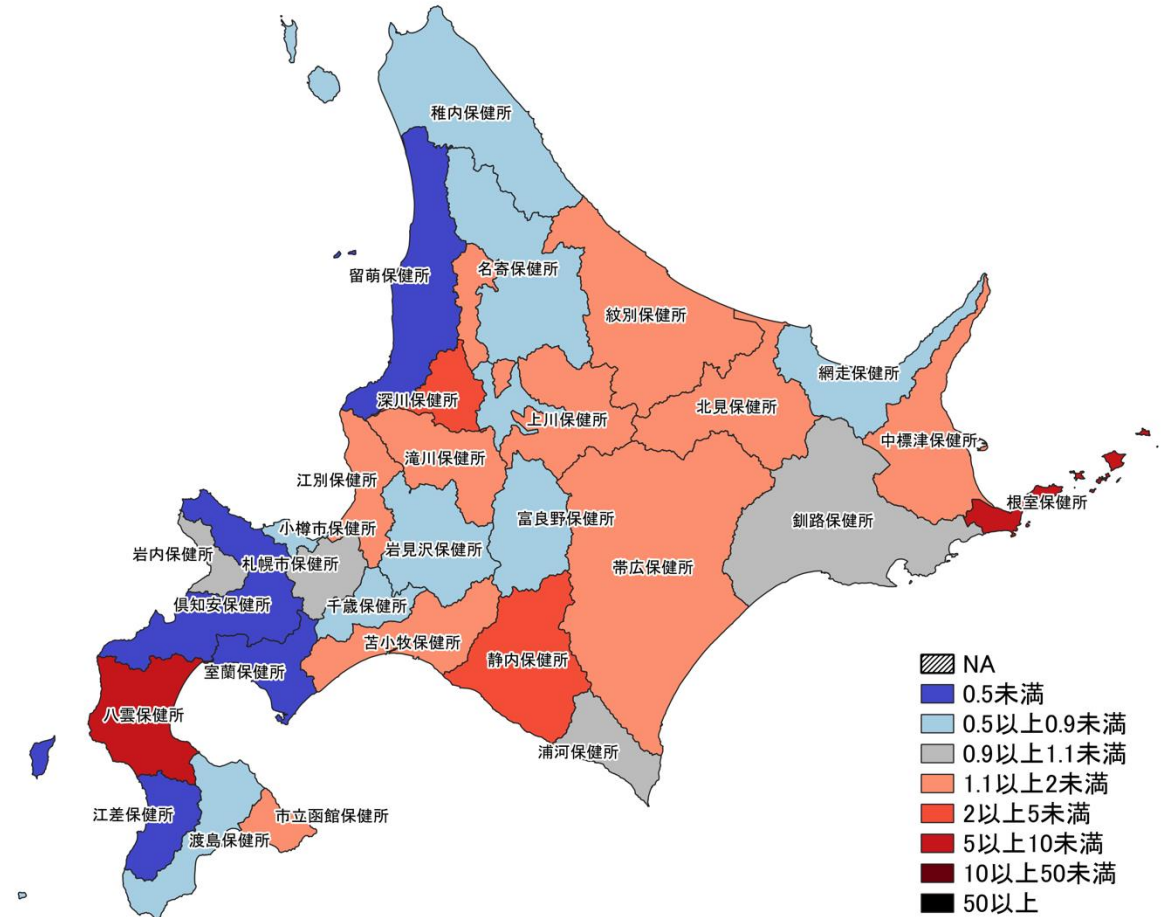 稚内保健所
名寄保健所
留萌保健所
紋別保健所
網走保健所
深川保健所
北見保健所
上川保健所
中標津保健所
滝川保健所
江別保健所
根室保健所
富良野保健所
釧路保健所
小樽市保健所
岩見沢保健所
岩内保健所
札幌市保健所
帯広保健所
倶知安保健所
千歳保健所
苫小牧保健所
静内保健所
室蘭保健所
八雲保健所
浦河保健所
江差保健所
市立函館保健所
渡島保健所
NA
0.5未満
0.5以上0.9未満
0.9以上1.1未満
1.1以上2未満
2以上5未満
5以上10未満
10以上50未満
50以上